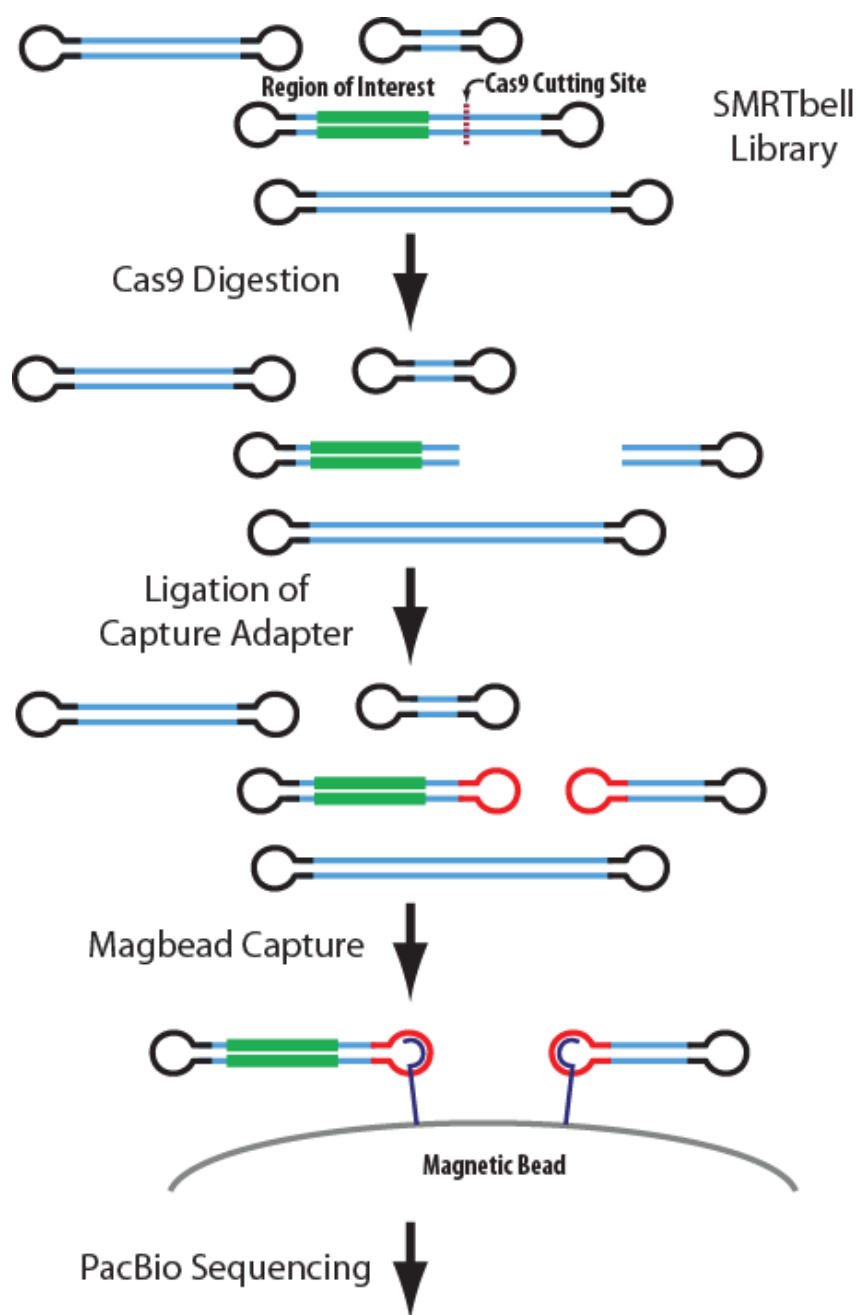 Region of Interest
Cas9 Cutting Site
SMRTbell
Library
Cas9 Digestion
Ligation of
Capture Adapter
Magbead Capture
Magnetic Bead
PacBio Sequencing